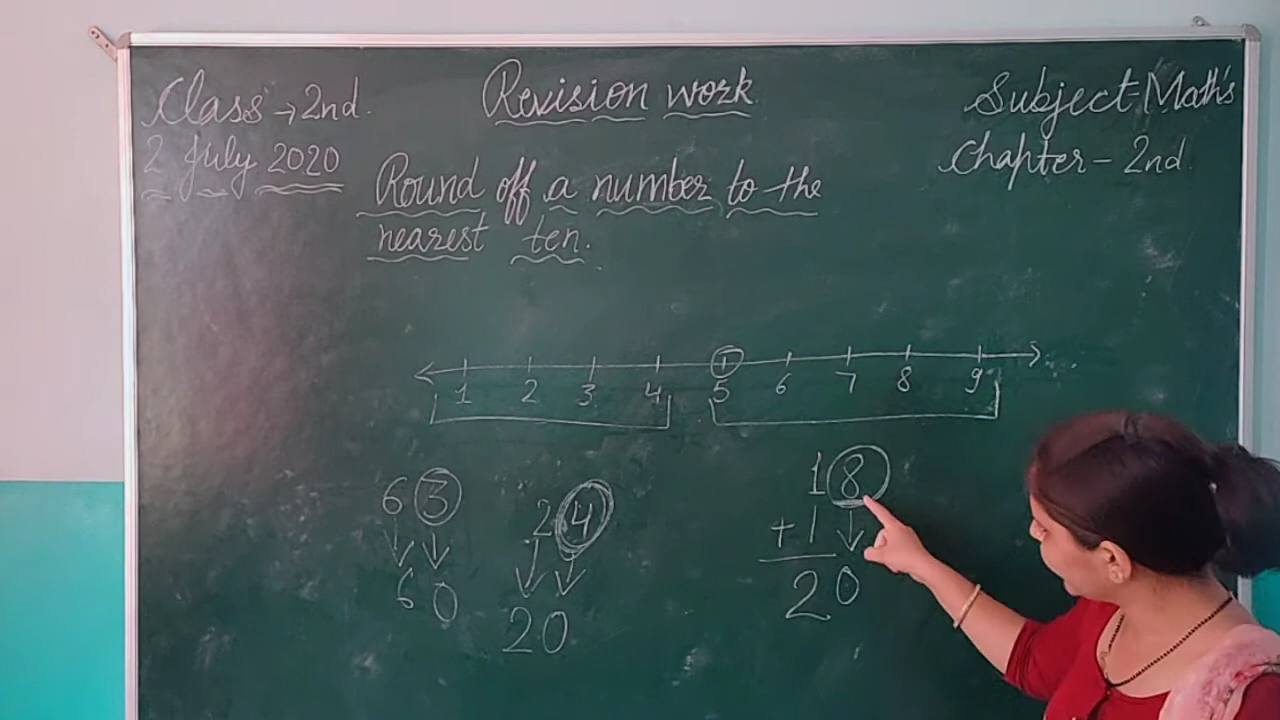 Class → 2nd.
Revision work
Subject Math's
2 July 2020
Chapter - 2nd
Round off a number to the
nearest ten.
1 2 3 4 5 6 7 8 9 ...
63
60
24
20
18
+1
20